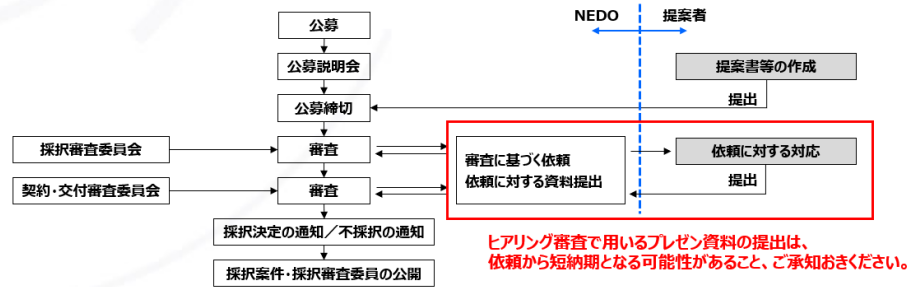 NEDO
提案者
公募
公募説明会
提案書等の作成
提出
公募締切
採択審査委員会
審査
審査に基づく依頼
依頼に対する資料提出
依頼に対する対応
提出
契約・交付審査委員会
審査
採択決定の通知／不採択の通知
採択案件・採択審査委員の公開
ヒアリング審査で用いるプレゼン資料の提出は、
依頼から短納期となる可能性があること、ご承知おきください。